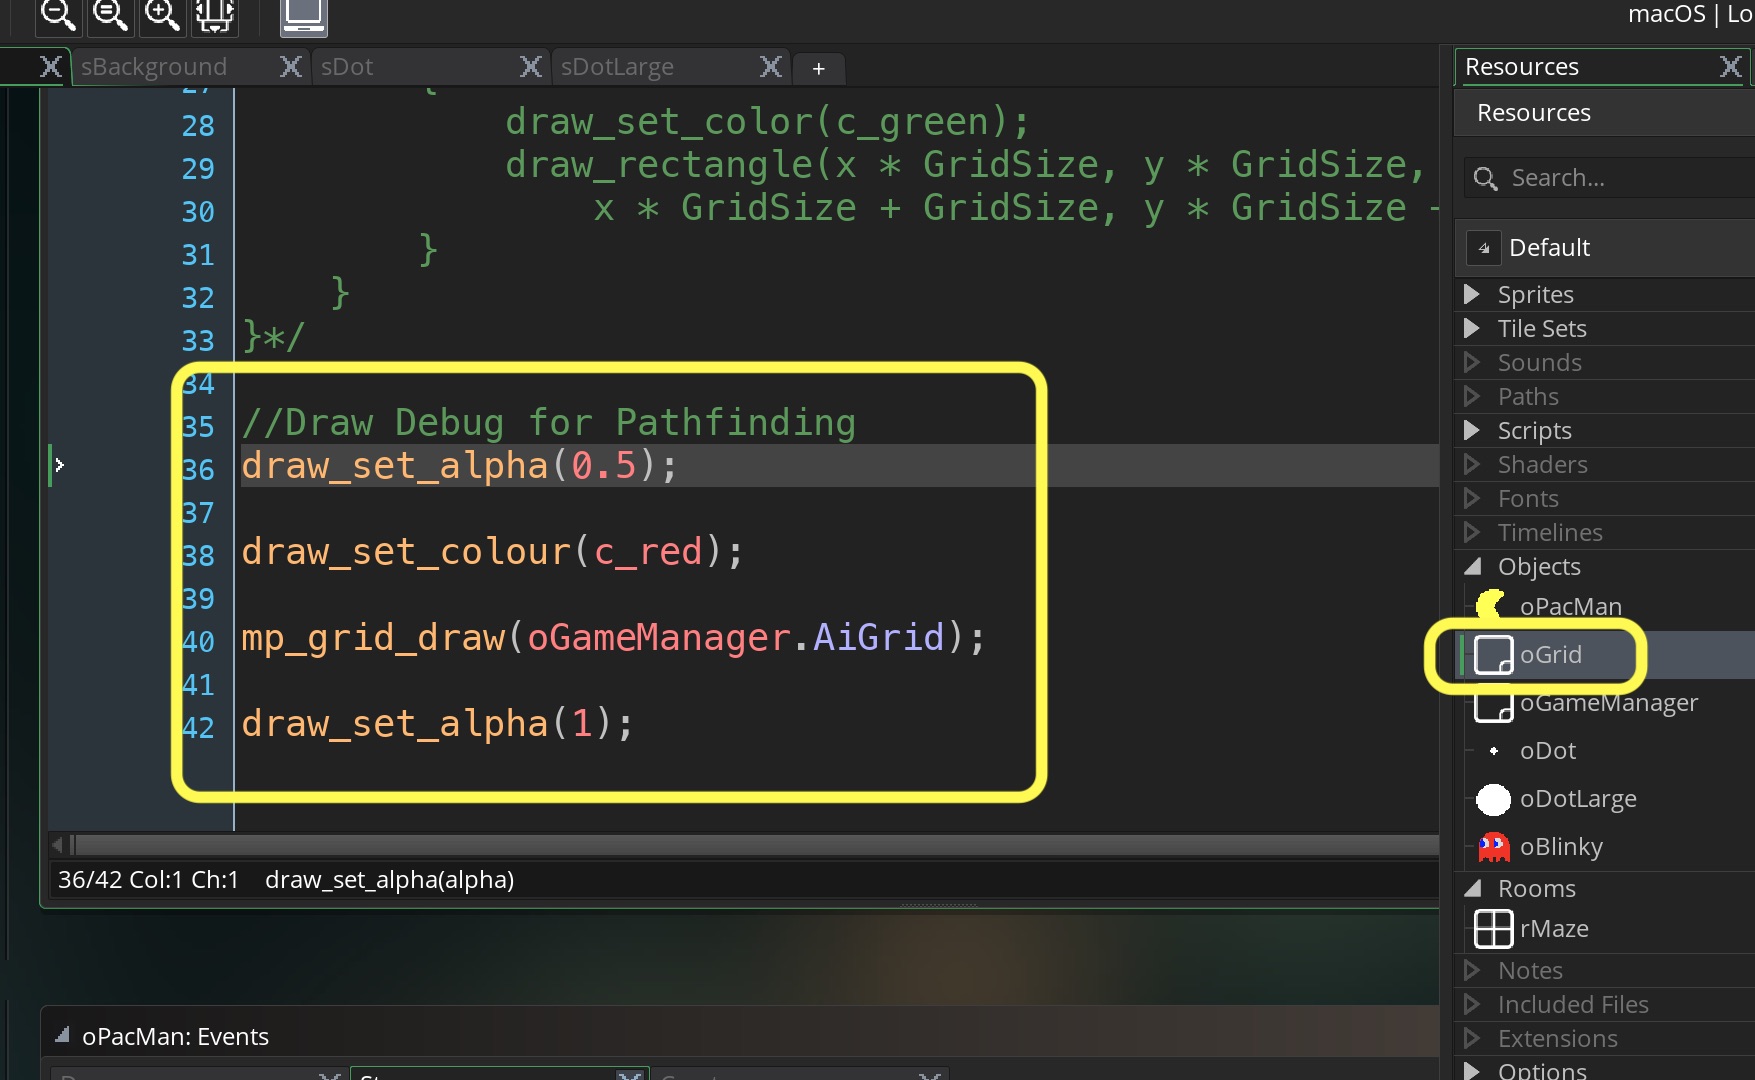 macOS | Lo
sBackground
sDot
sDotLarge
+
27 {
28 draw_set_color(c_green);
29 draw_rectangle(x * GridSize, y * GridSize,
30 x * GridSize + GridSize, y * GridSize
31 }
32 }
33 }*/
34
35 //Draw Debug for Pathfinding
36 draw_set_alpha(0.5);
37
38 draw_set_colour(c_red);
39
40 mp_grid_draw(oGameManager.AiGrid);
41
42 draw_set_alpha(1);
36/42 Col:1 Ch:1 draw_set_alpha(alpha)
oPacMan: Events
Resources
Resources
Search...
Default
Sprites
Tile Sets
Sounds
Paths
Scripts
Shaders
Fonts
Timelines
Objects
oPacMan
oGrid
oGameManager
oDot
oDotLarge
oBlinky
Rooms
rMaze
Notes
Included Files
Extensions
Options